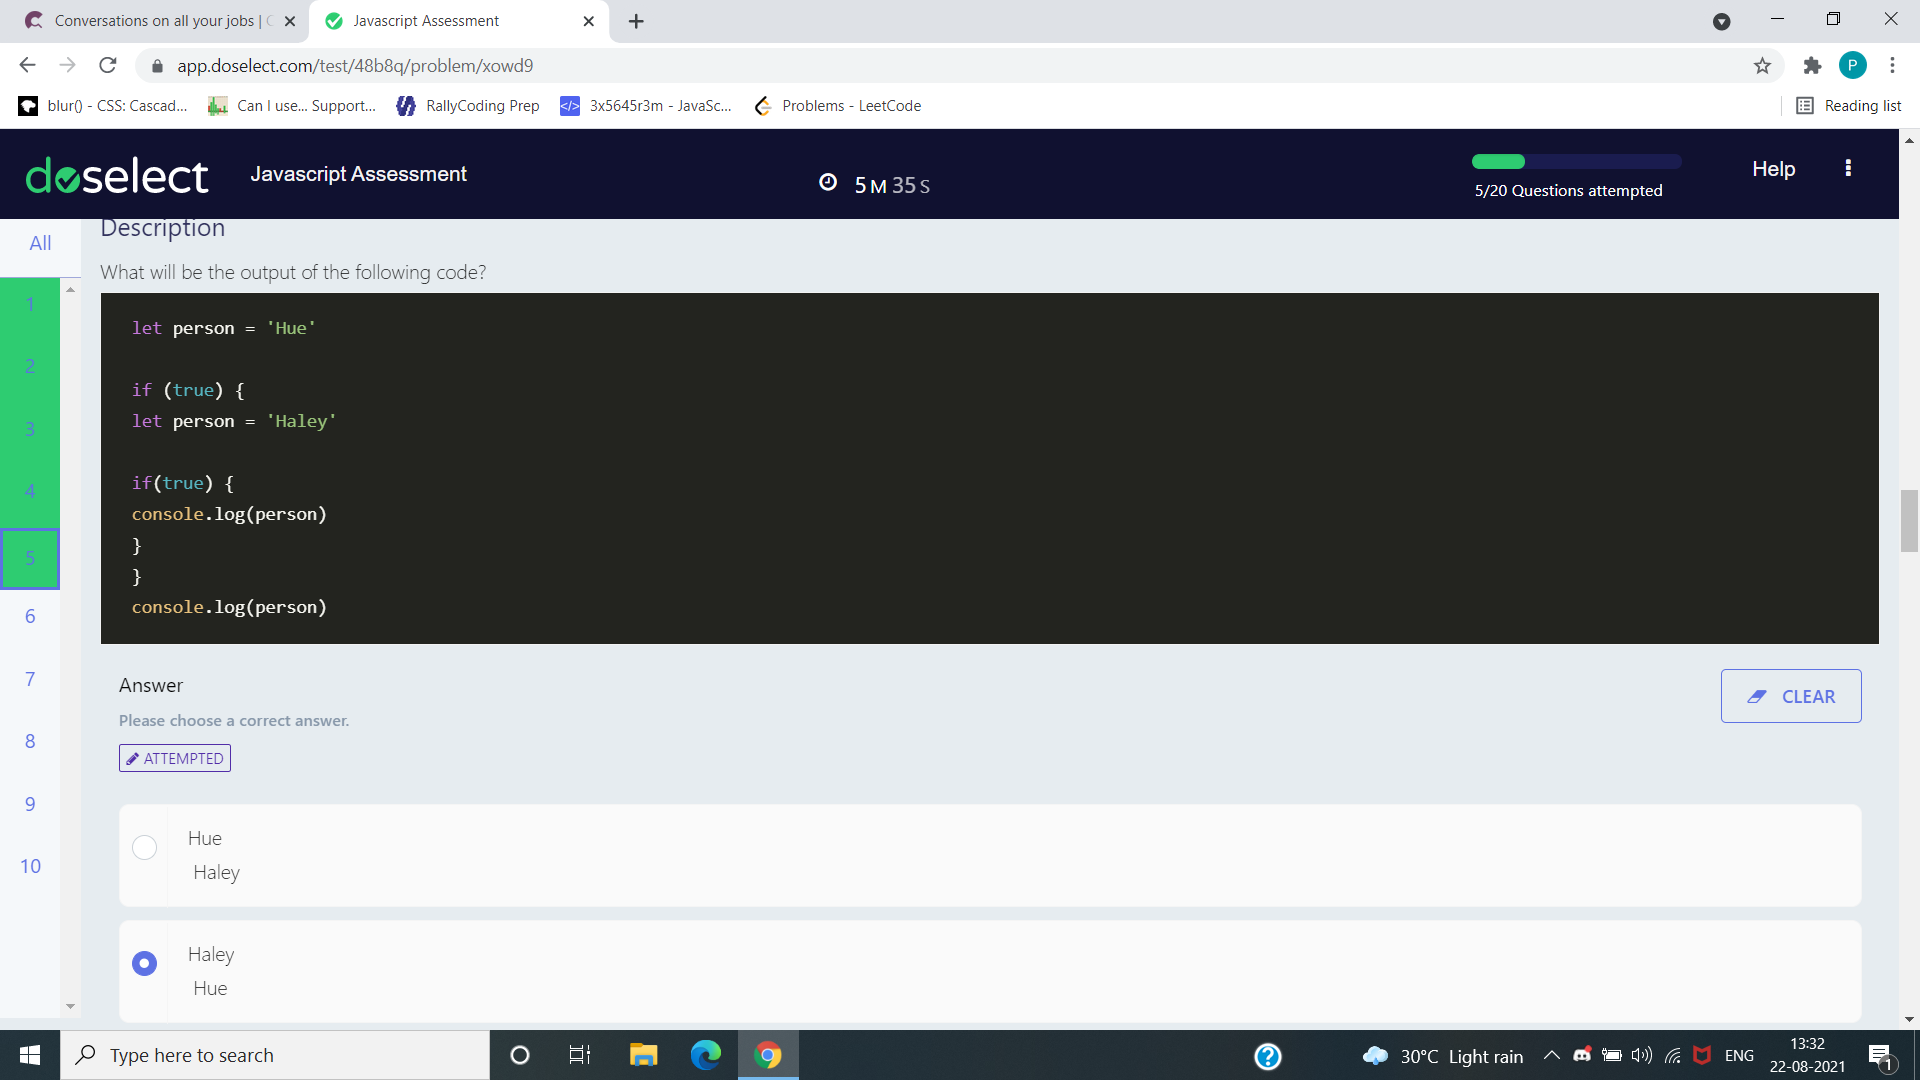 Conversations on all your jobs | C
Javascript Assessment
app.doselect.com/test/48b8q/problem/xowd9
P
blur() - CSS: Cascad...
Can I use... Support...
RallyCoding Prep
</> 3x5645r3m - JavaSc...
Problems - LeetCode
Reading list
doselect
Javascript Assessment
5 M 35 S
5/20 Questions attempted
Help
All
Description
What will be the output of the following code?
1
2
3
4
5
6
7
8
9
10
let person = 'Hue'
if (true) {
let person = 'Haley'
if(true) {
console.log(person)
}
}
console.log(person)
Answer
Please choose a correct answer.
ATTEMPTED
CLEAR
Hue
Haley
Haley
Hue
Type here to search
?
30°C Light rain
ENG
13:32
22-08-2021
1